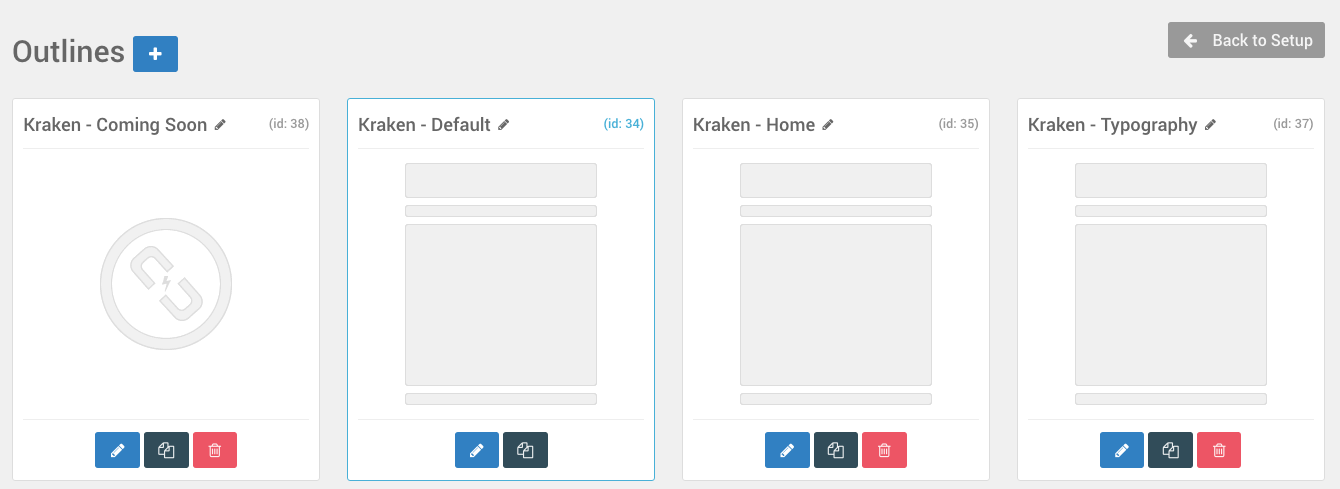 Outlines
Back to Setup
Kraken - Coming Soon (id: 38)
Kraken - Default (id: 34)
Kraken - Home (id: 35)
Kraken - Typography (id: 37)